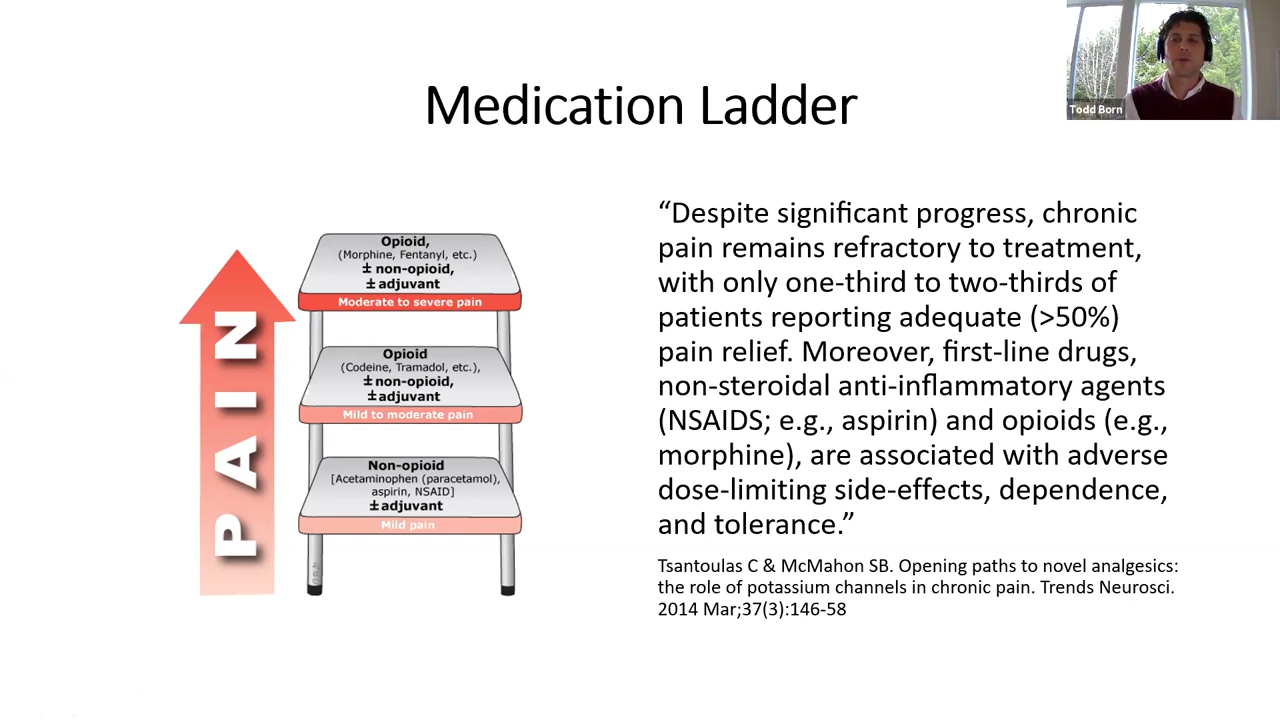 Todd Born
Medication Ladder
PAIN
Opioid,
(Morphine, Fentanyl, etc.)
± non-opioid,
± adjuvant
Moderate to severe pain
Opioid
(Codeine, Tramadol, etc.),
± non-opioid,
± adjuvant
Mild to moderate pain
Non-opioid
[Acetaminophen (paracetamol),
aspirin, NSAID]
± adjuvant
Mild pain
“Despite significant progress, chronic
pain remains refractory to treatment,
with only one-third to two-thirds of
patients reporting adequate (>50%)
pain relief. Moreover, first-line drugs,
non-steroidal anti-inflammatory agents
(NSAIDS; e.g., aspirin) and opioids (e.g.,
morphine), are associated with adverse
dose-limiting side-effects, dependence,
and tolerance.”
Tsantoulas C & McMahon SB. Opening paths to novel analgesics:
the role of potassium channels in chronic pain. Trends Neurosci.
2014 Mar;37(3):146-58